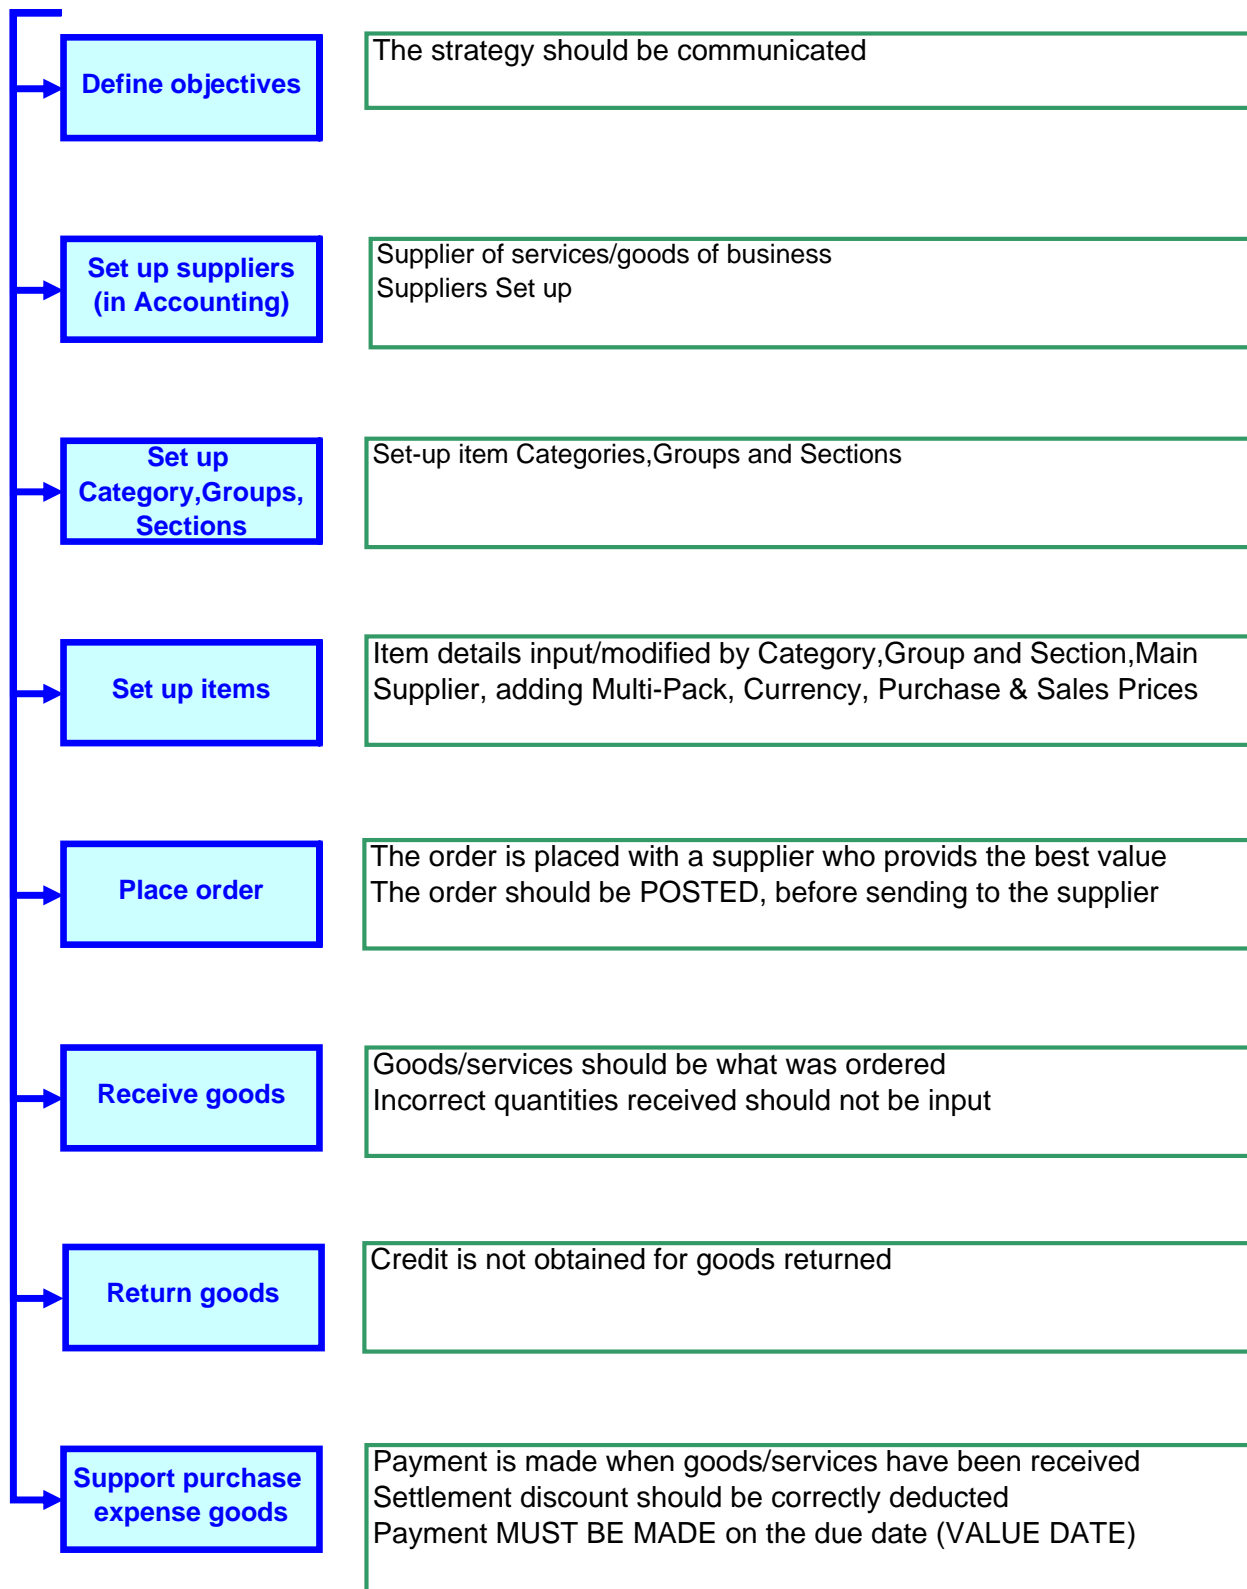 Define objectives
The strategy should be communicated
Set up suppliers
(in Accounting)
Supplier of services/goods of business
Suppliers Set up
Set up
Category,Groups,
Sections
Set-up item Categories,Groups and Sections
Set up items
Item details input/modified by Category,Group and Section,Main
Supplier, adding Multi-Pack, Currency, Purchase & Sales Prices
Place order
The order is placed with a supplier who provids the best value
The order should be POSTED, before sending to the supplier
Receive goods
Goods/services should be what was ordered
Incorrect quantities received should not be input
Return goods
Credit is not obtained for goods returned
Support purchase
expense goods
Payment is made when goods/services have been received
Settlement discount should be correctly deducted
Payment MUST BE MADE on the due date (VALUE DATE)